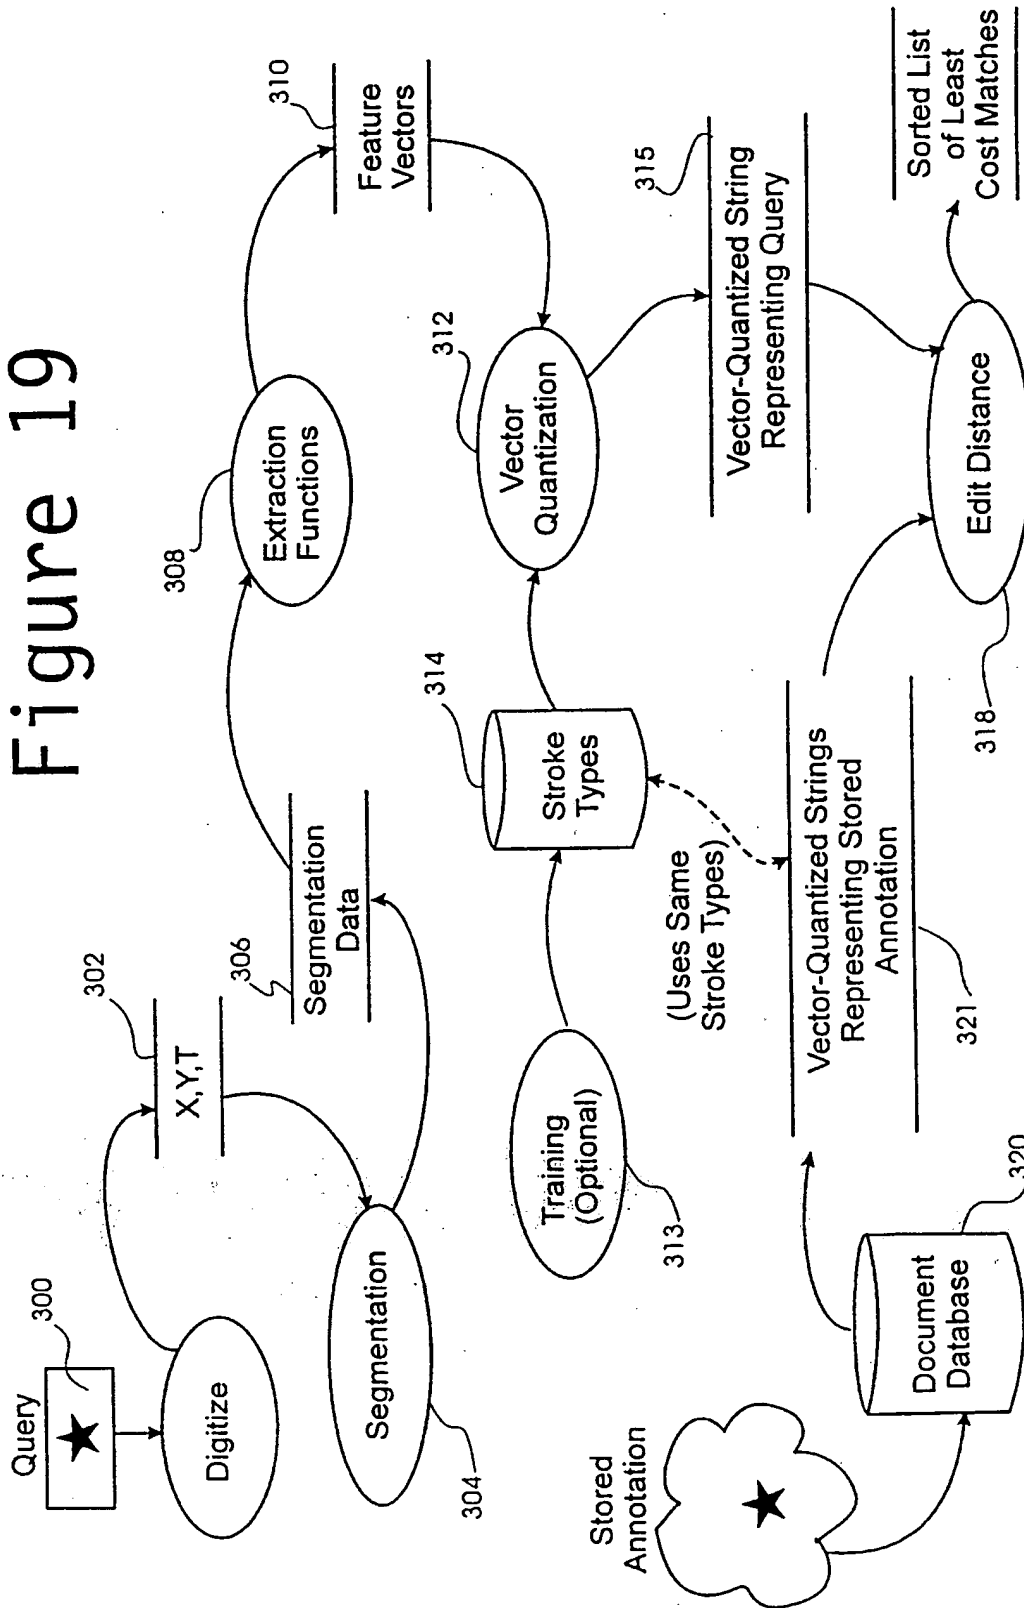 Figure 19
Query
300
Digitize
302
X,Y,T
Segmentation
304
306
Segmentation
Data
308
Extraction
Functions
310
Feature
Vectors
312
Vector
Quantization
Training
(Optional)
313
314
Stroke
Types
(Uses Same
Stroke Types)
315
Vector-Quantized String
Representing Query
Stored
Annotation
Document
Database
320
Vector-Quantized Strings
Representing Stored
Annotation
321
Edit Distance
318
Sorted List
of Least
Cost Matches